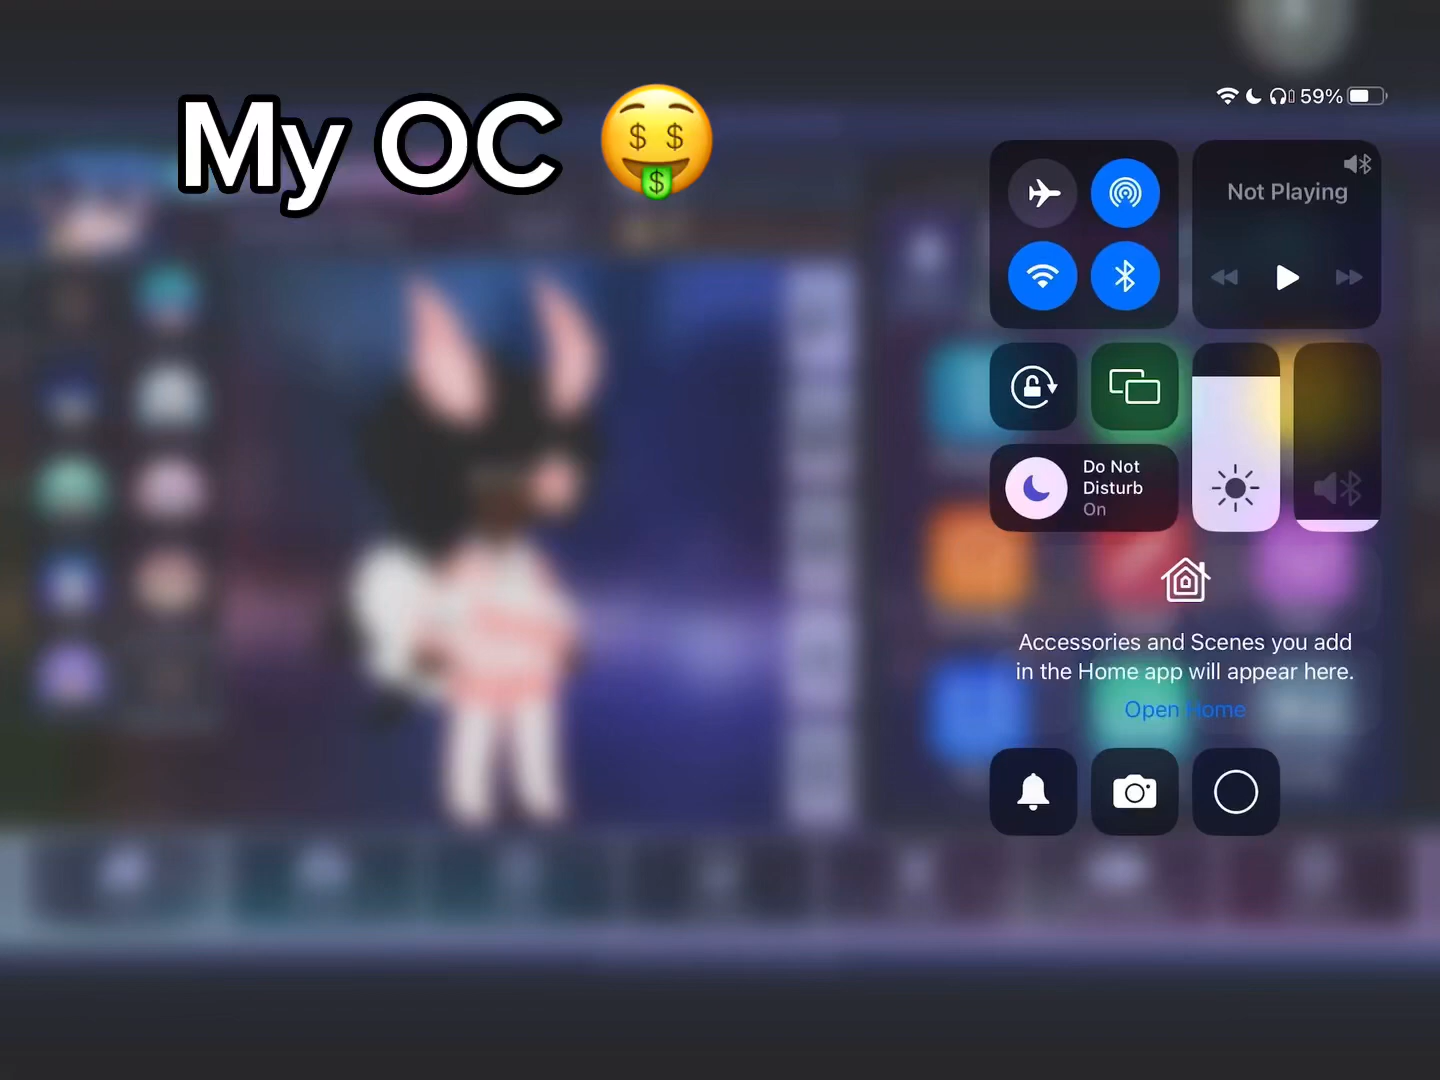 My OC 🤑
59%
Not Playing
Do Not
Disturb
On
Accessories and Scenes you add
in the Home app will appear here.
Open Home